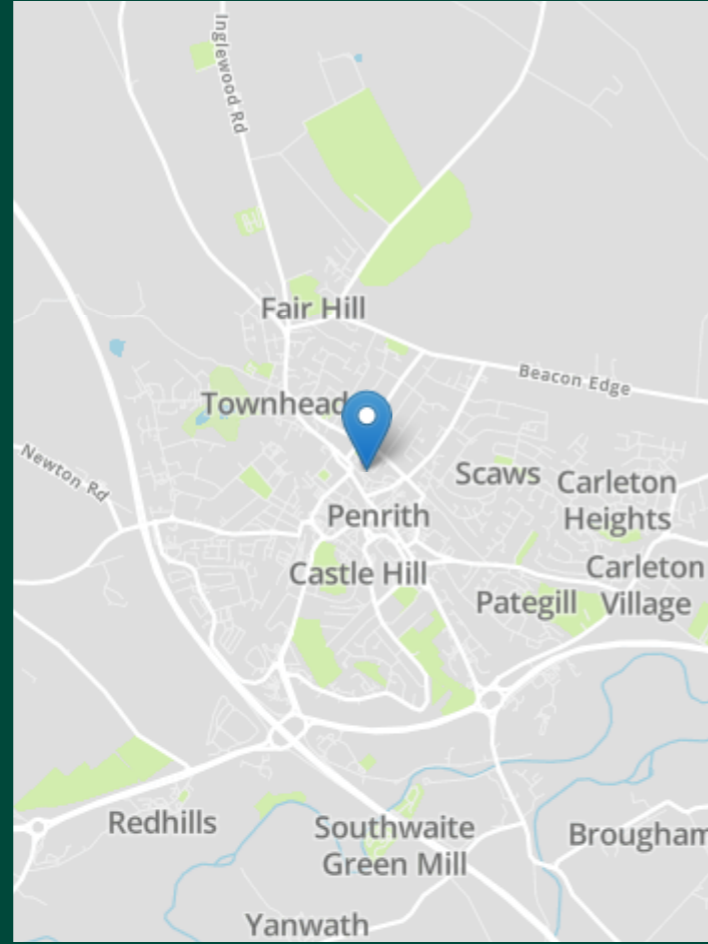 Inglewood Rd
Fair Hill
Beacon Edge
Townhead
Newton Rd
Scaws
Carleton
Heights
Penrith
Castle Hill
Carleton
Village
Pategill
Redhills
Southwaite
Green Mill
Brougham
Yanwath